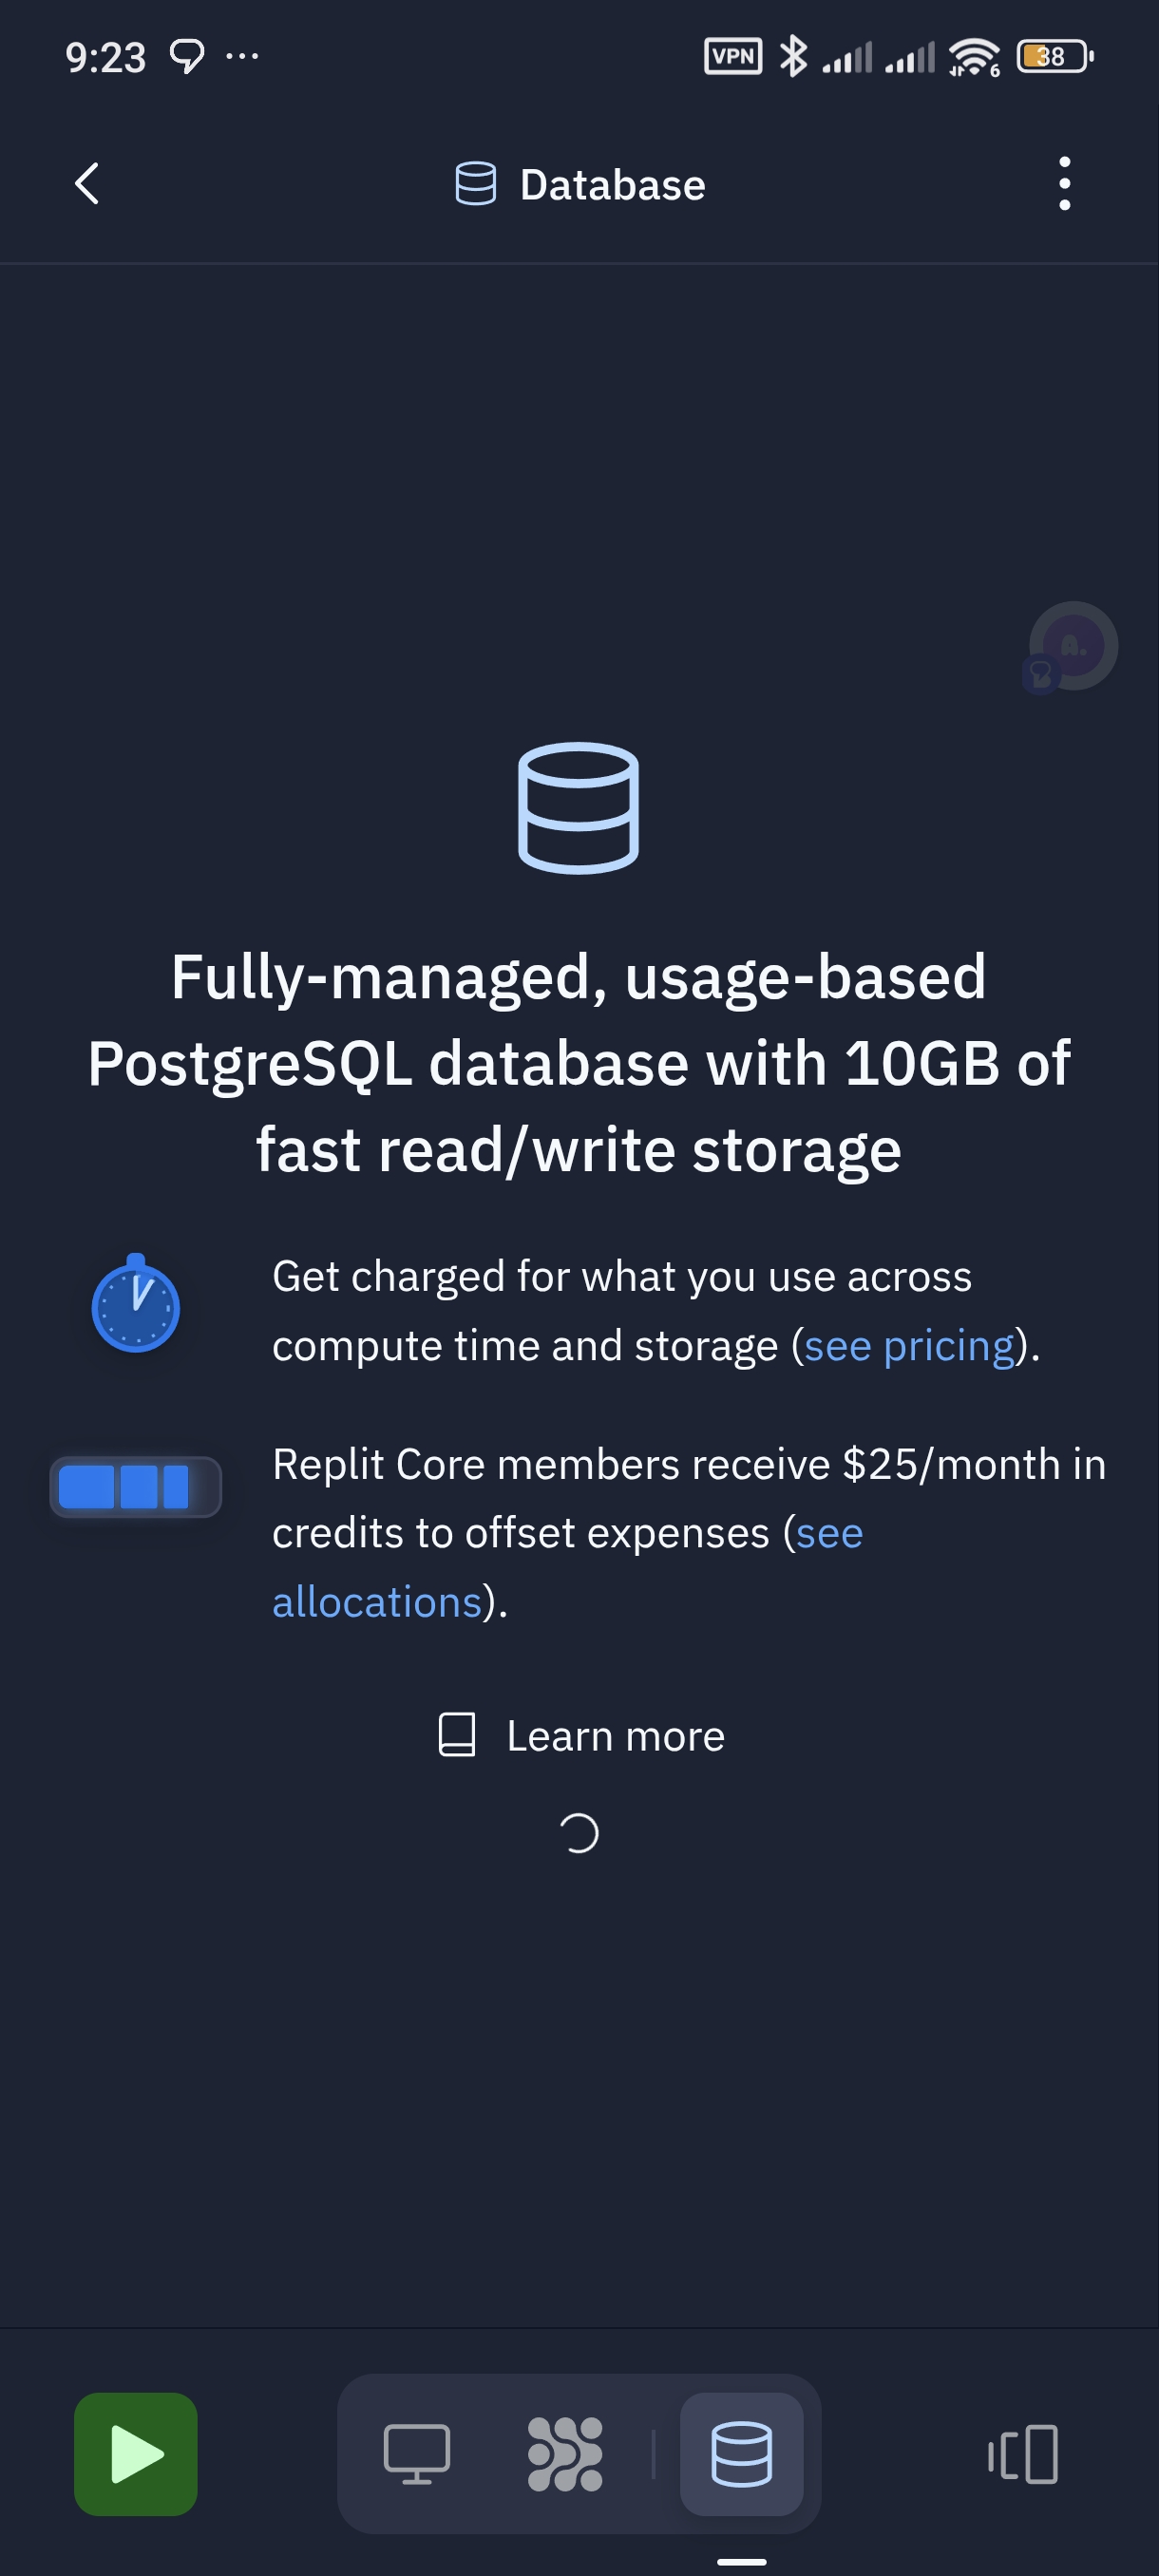 9:23 ...
VPN 6 38
Database
A.
Fully-managed, usage-based
PostgreSQL database with 10GB of
fast read/write storage
Get charged for what you use across
compute time and storage (see pricing).
Replit Core members receive $25/month in
credits to offset expenses (see
allocations).
Learn more